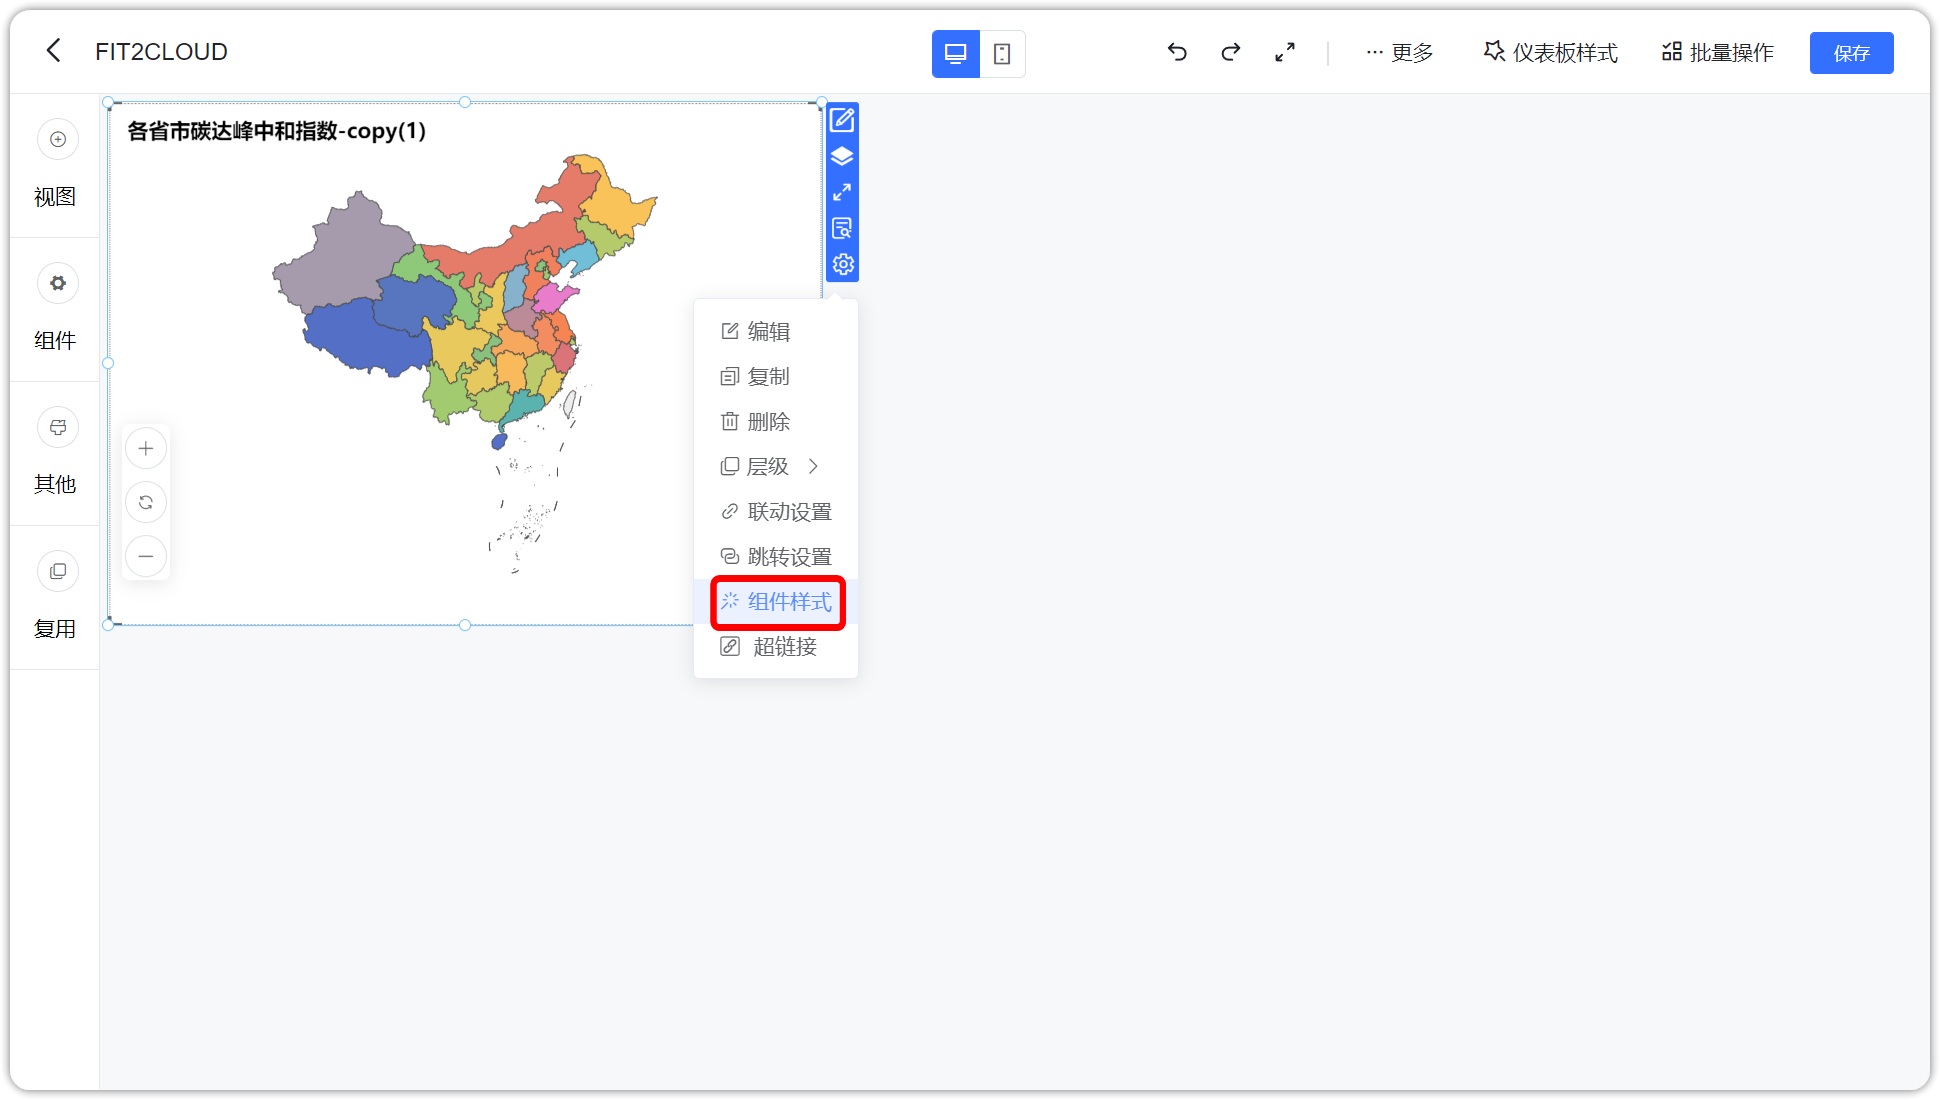 FIT2CLOUD
更多
仪表板样式
批量操作
保存
视图
组件
其他
复用
各省市碳达峰中和指数-copy(1)
编辑
复制
删除
层级
联动设置
跳转设置
组件样式
超链接